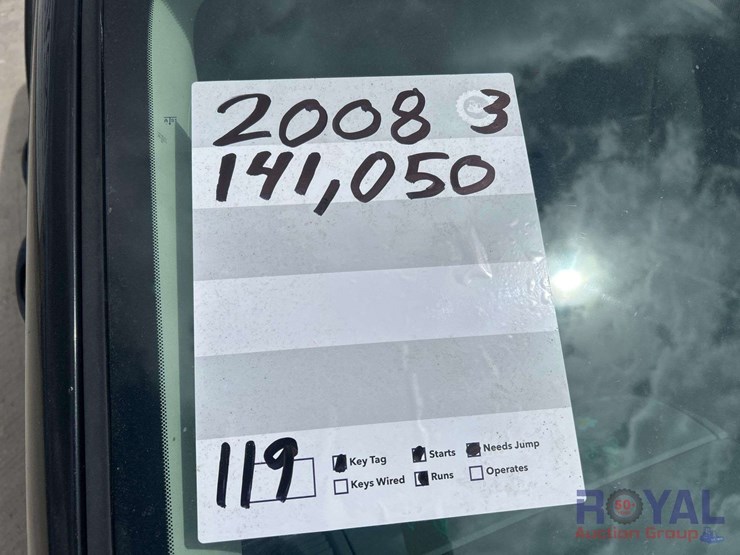 2008 3
141,050
119
Key Tag Starts Needs Jump
Keys Wired Runs Operates
ROYAL
Auction Group